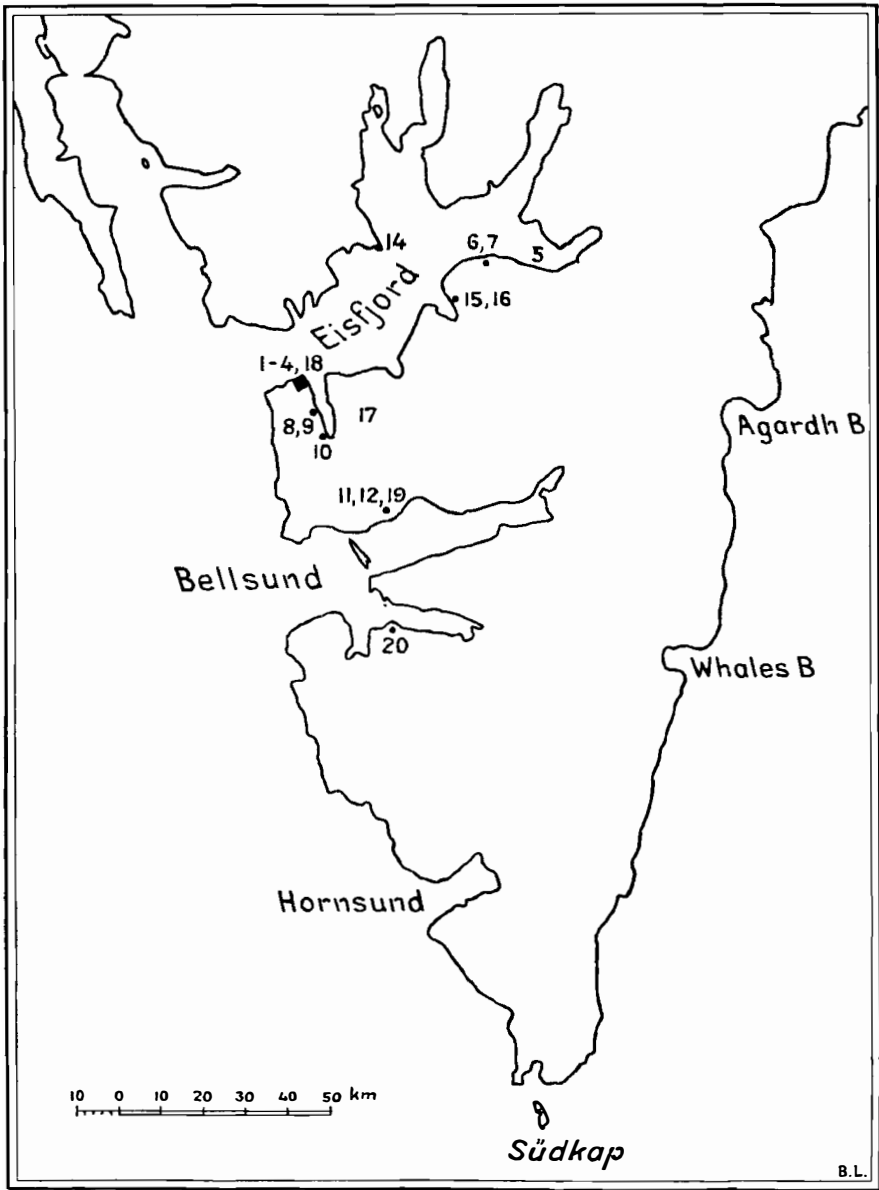 14
6,7
5
Eisfjord
15,16
1-4,18
17
8,9
10
Agardh B
11,12,19
Bellsund
20
Whales B
Hornsund
10 0 10 20 30 40 50 km
Südkap
B.L.